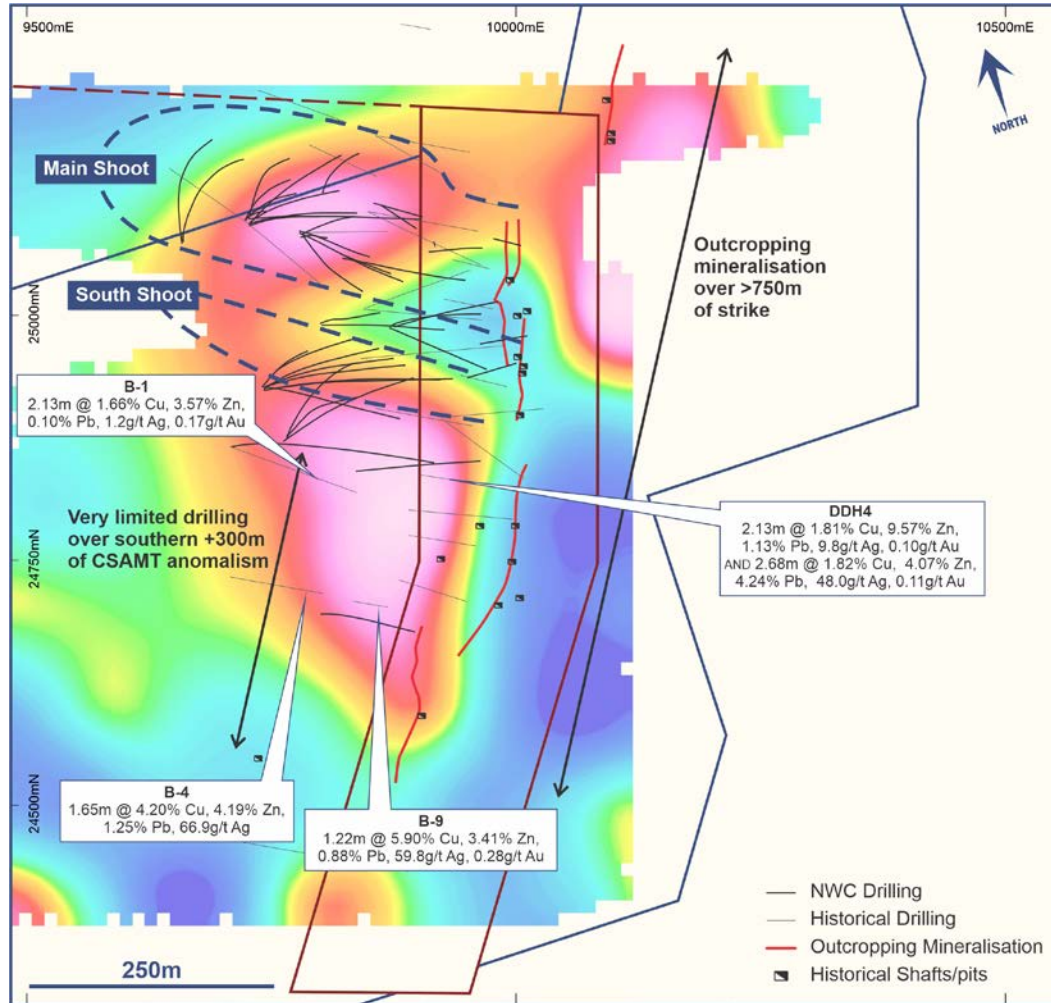 9500mE
10000mE
10500mE
NORTH
Main Shoot
Outcropping
mineralisation
over >750m
of strike
South Shoot
25000mN
B-1
2.13m @ 1.66% Cu, 3.57% Zn,
0.10% Pb, 1.2g/t Ag, 0.17g/t Au
Very limited drilling
over southern +300m
of CSAMT anomalism
DDH4
2.13m @ 1.81% Cu, 9.57% Zn,
1.13% Pb, 9.8g/t Ag, 0.10g/t Au
AND 2.68m @ 1.82% Cu, 4.07% Zn,
4.24% Pb, 48.0g/t Ag, 0.11g/t Au
24750mN
24500mN
B-4
1.65m @ 4.20% Cu, 4.19% Zn,
1.25% Pb, 66.9g/t Ag
B-9
1.22m @ 5.90% Cu, 3.41% Zn,
0.88% Pb, 59.8g/t Ag, 0.28g/t Au
NWC Drilling
Historical Drilling
Outcropping Mineralisation
Historical Shafts/pits
250m